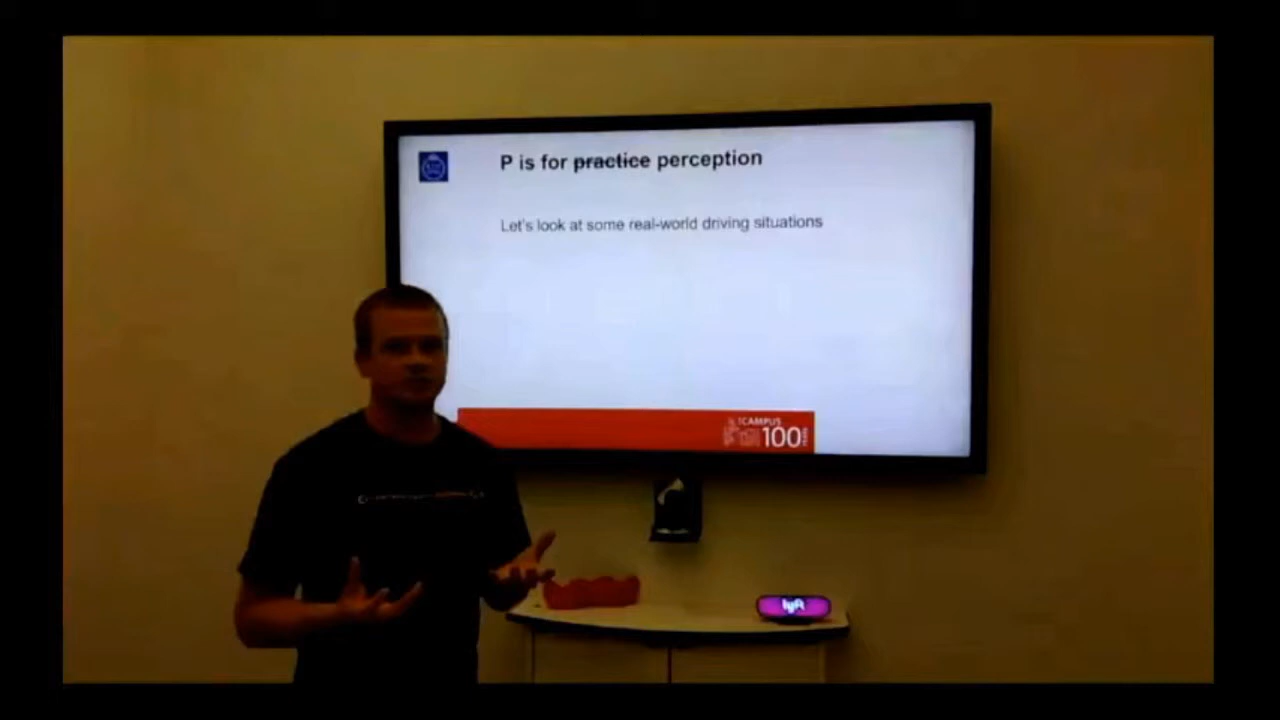 P is for practice perception
Let's look at some real-world driving situations
CAMPUS
100
lyft